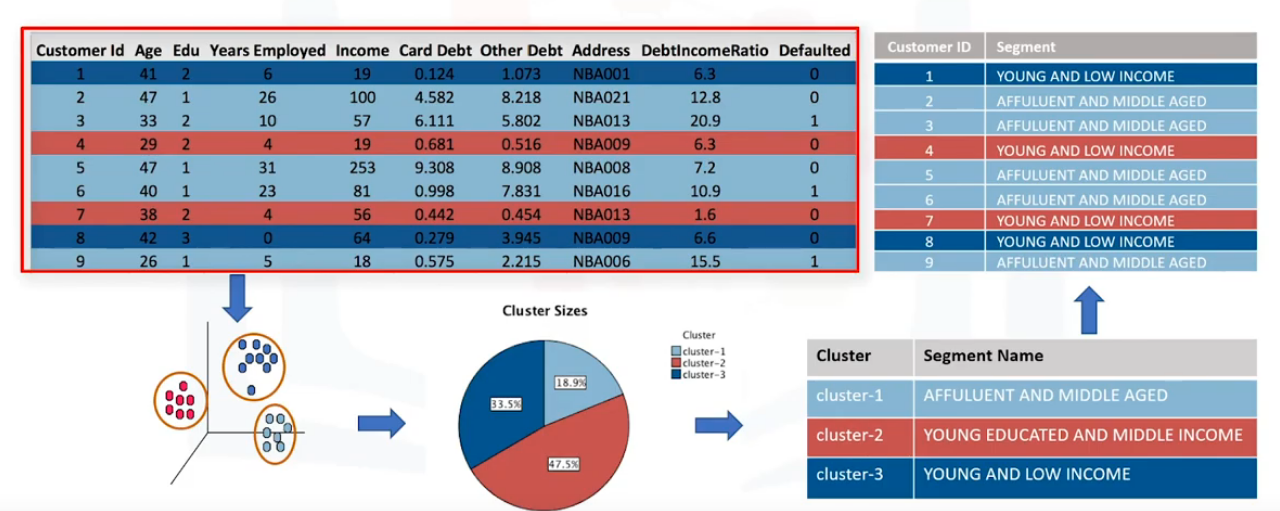 Customer Id Age Edu Years Employed Income Card Debt Other Debt Address DebtIncomeRatio Defaulted
1 41 2 6 19 0.124 1.073 NBA001 6.3 0
2 47 1 26 100 4.582 8.218 NBA021 12.8 0
3 33 2 10 57 6.111 5.802 NBA013 20.9 1
4 29 2 4 19 0.681 0.516 NBA009 6.3 0
5 47 1 31 253 9.308 8.908 NBA008 7.2 0
6 40 1 23 81 0.998 7.831 NBA016 10.9 1
7 38 2 4 56 0.442 0.454 NBA013 1.6 0
8 42 3 0 64 0.279 3.945 NBA009 6.6 0
9 26 1 5 18 0.575 2.215 NBA006 15.5 1
Customer ID Segment
1 YOUNG AND LOW INCOME
2 AFFULUENT AND MIDDLE AGED
3 AFFULUENT AND MIDDLE AGED
4 YOUNG AND LOW INCOME
5 AFFULUENT AND MIDDLE AGED
6 AFFULUENT AND MIDDLE AGED
7 YOUNG AND LOW INCOME
8 YOUNG AND LOW INCOME
9 AFFULUENT AND MIDDLE AGED
Cluster Sizes
18.9%
33.5%
47.5%
Cluster
cluster-1
cluster-2
cluster-3
Cluster Segment Name
cluster-1 AFFULUENT AND MIDDLE AGED
cluster-2 YOUNG EDUCATED AND MIDDLE INCOME
cluster-3 YOUNG AND LOW INCOME